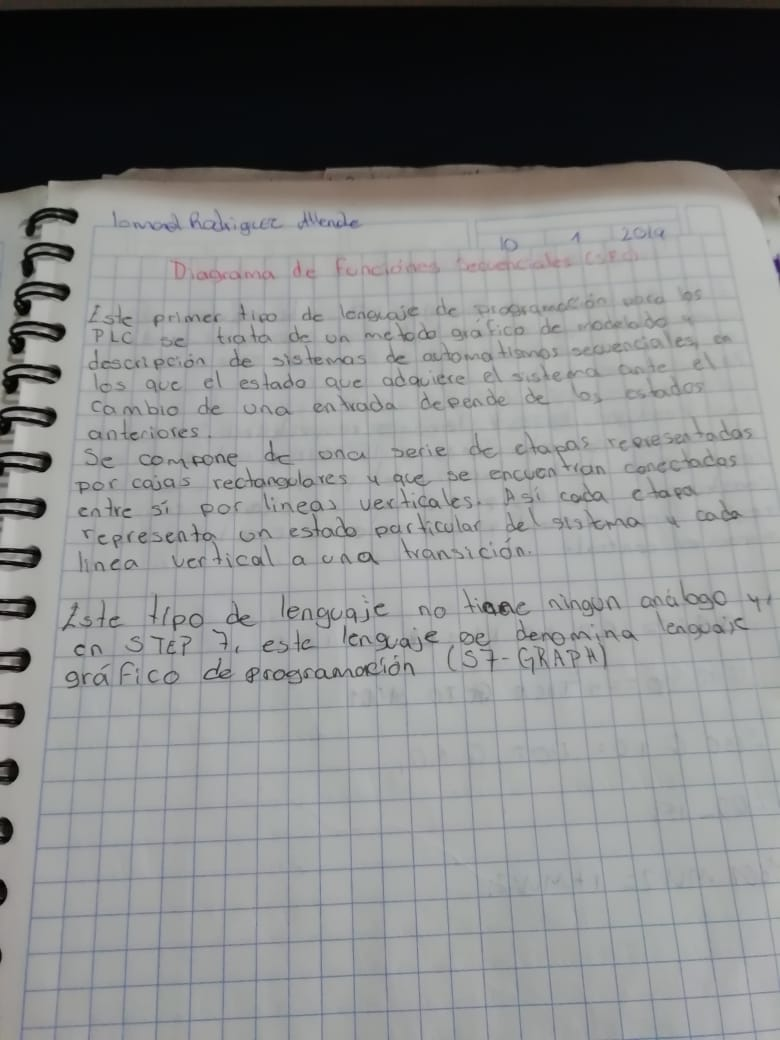 Rodriguez Allende
10 1 2019
Diagrama de Funciones Secuenciales (SFC)
Este primer tipo de lenguaje de programación para los
PLC se trata de un metodo gráfico de modelado y
descripción de sistemas de automatismos secuenciales, en
los que el estado que adquiere el sistema ante el
cambio de una entrada depende de los estados
anteriores.
Se compone de una serie de etapas representadas
por cajas rectangulares y que se encuentran conectadas
entre sí por lineas verticales. Así cada etapa
representa un estado particular del sistema y cada
linea vertical a una transición.
Este tipo de lenguaje no tiene ningun análogo y
en STEP 7, este lenguaje se denomina lenguaje
gráfico de programación (S7-GRAPH)